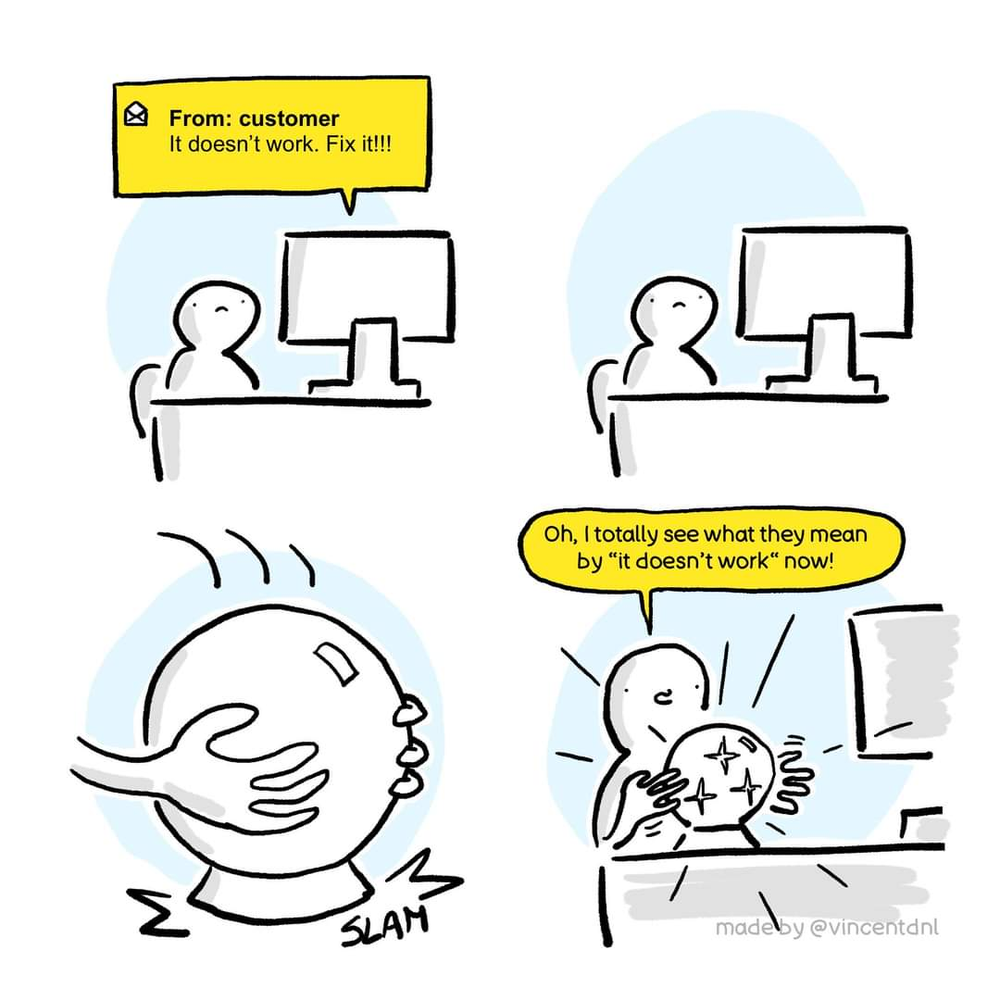 From: customer
It doesn't work. Fix it!!!
SLAM
Oh, I totally see what they mean
by “it doesn't work“ now!
made by @vincentdnl